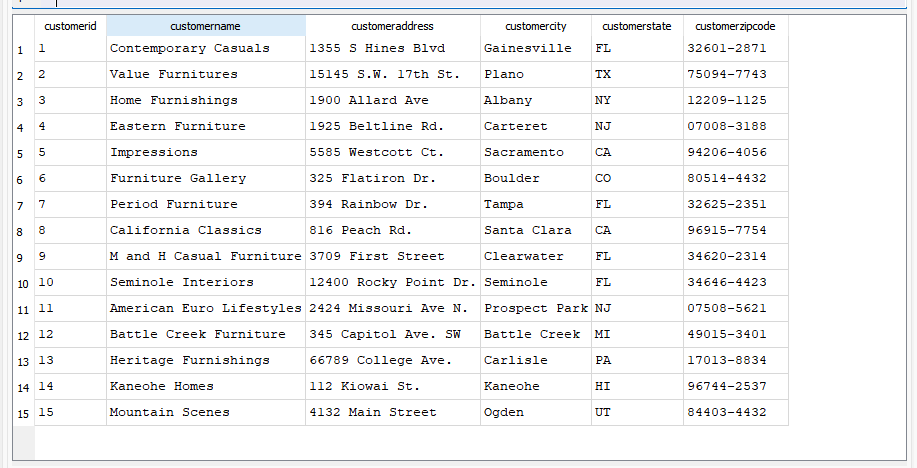 customerid customername customeraddress customercity customerstate customerzipcode
1 1 Contemporary Casuals 1355 S Hines Blvd Gainesville FL 32601-2871
2 2 Value Furnitures 15145 S.W. 17th St. Plano TX 75094-7743
3 3 Home Furnishings 1900 Allard Ave Albany NY 12209-1125
4 4 Eastern Furniture 1925 Beltline Rd. Carteret NJ 07008-3188
5 5 Impressions 5585 Westcott Ct. Sacramento CA 94206-4056
6 6 Furniture Gallery 325 Flatiron Dr. Boulder CO 80514-4432
7 7 Period Furniture 394 Rainbow Dr. Tampa FL 32625-2351
8 8 California Classics 816 Peach Rd. Santa Clara CA 96915-7754
9 9 M and H Casual Furniture 3709 First Street Clearwater FL 34620-2314
10 10 Seminole Interiors 12400 Rocky Point Dr. Seminole FL 34646-4423
11 11 American Euro Lifestyles 2424 Missouri Ave N. Prospect Park NJ 07508-5621
12 12 Battle Creek Furniture 345 Capitol Ave. SW Battle Creek MI 49015-3401
13 13 Heritage Furnishings 66789 College Ave. Carlisle PA 17013-8834
14 14 Kaneohe Homes 112 Kiowai St. Kaneohe HI 96744-2537
15 15 Mountain Scenes 4132 Main Street Ogden UT 84403-4432